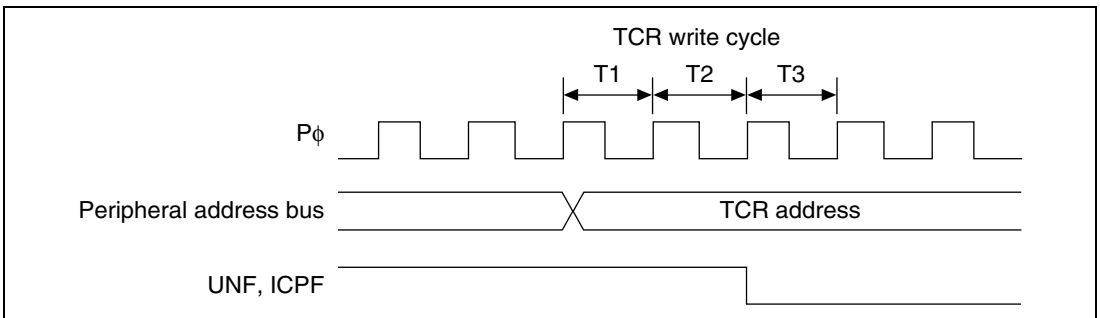 TCR write cycle
T1 T2 T3
Pϕ
Peripheral address bus TCR address
UNF, ICPF